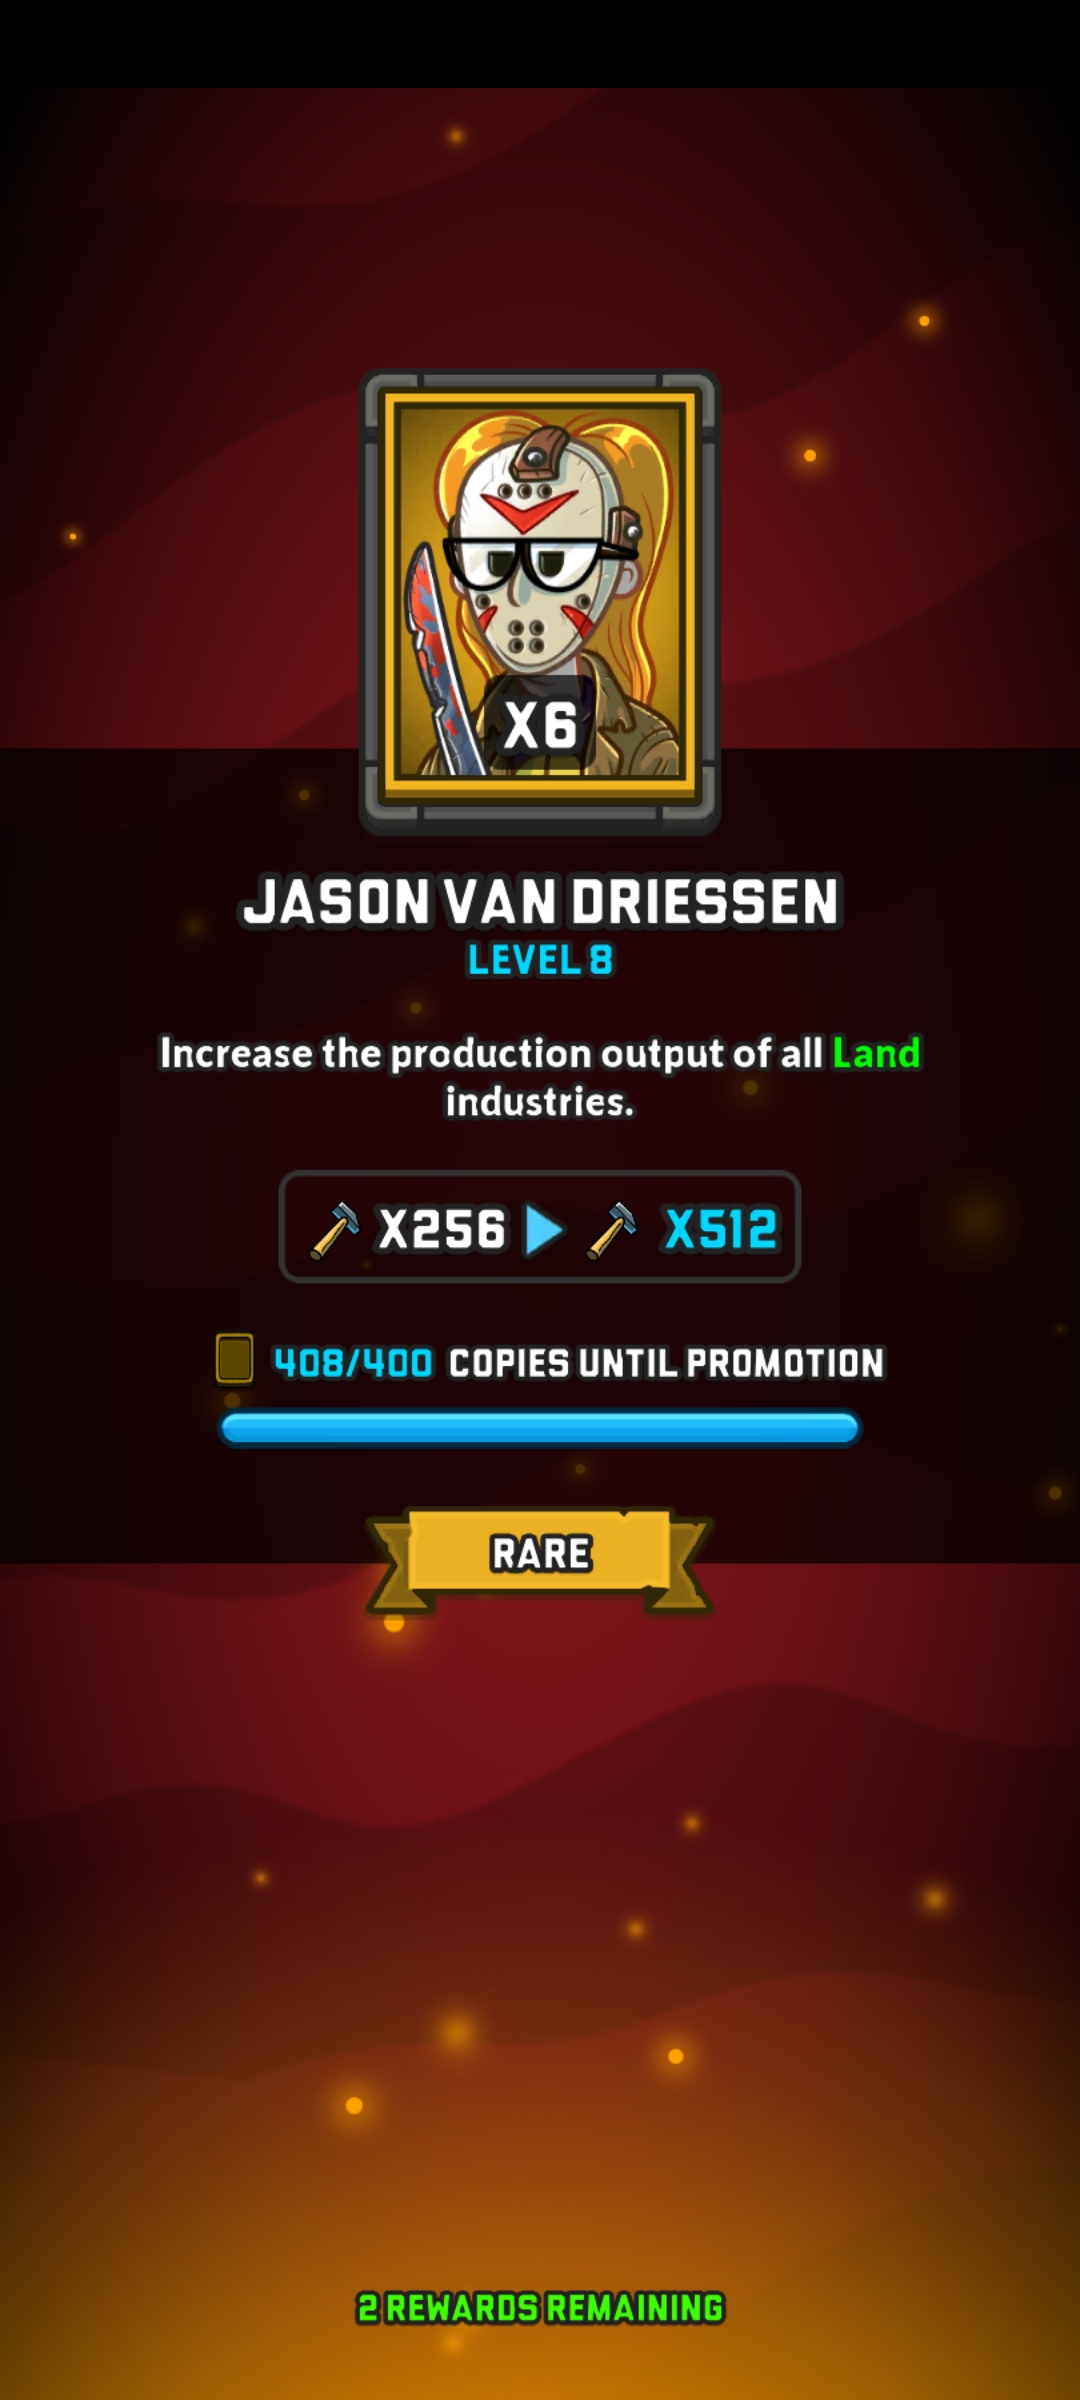 X6
JASON VAN DRIESSEN
LEVEL 8
Increase the production output of all Land
industries.
X256 X512
408/400 COPIES UNTIL PROMOTION
RARE
2 REWARDS REMAINING